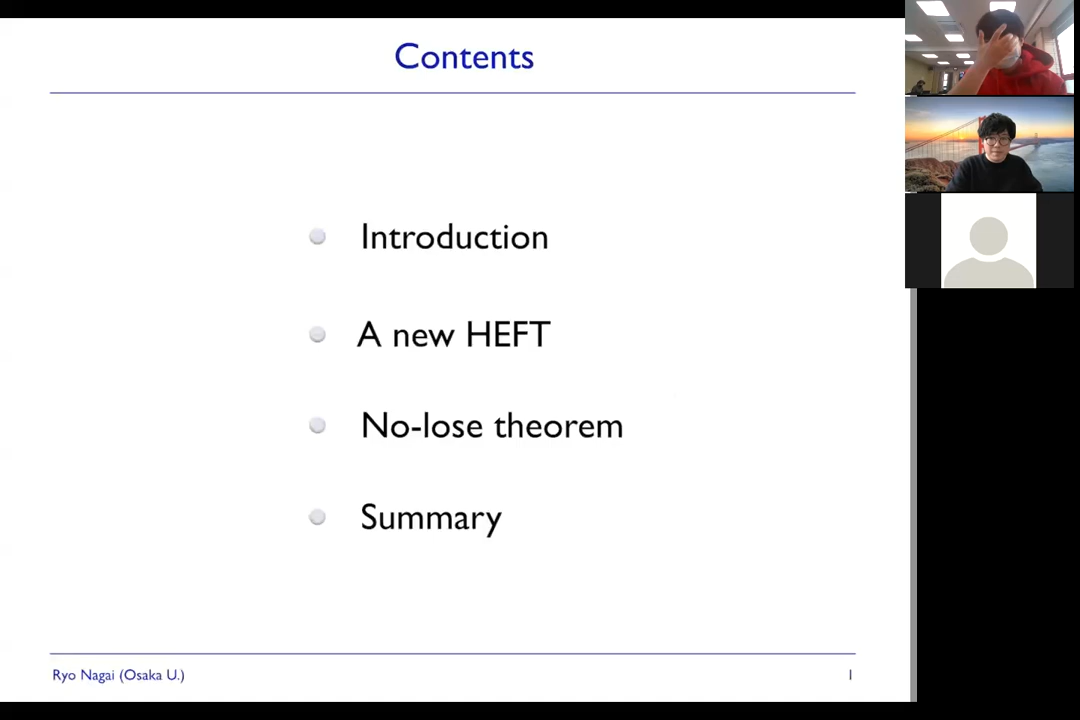 Contents
Introduction
A new HEFT
No-lose theorem
Summary
Ryo Nagai (Osaka U.)
1